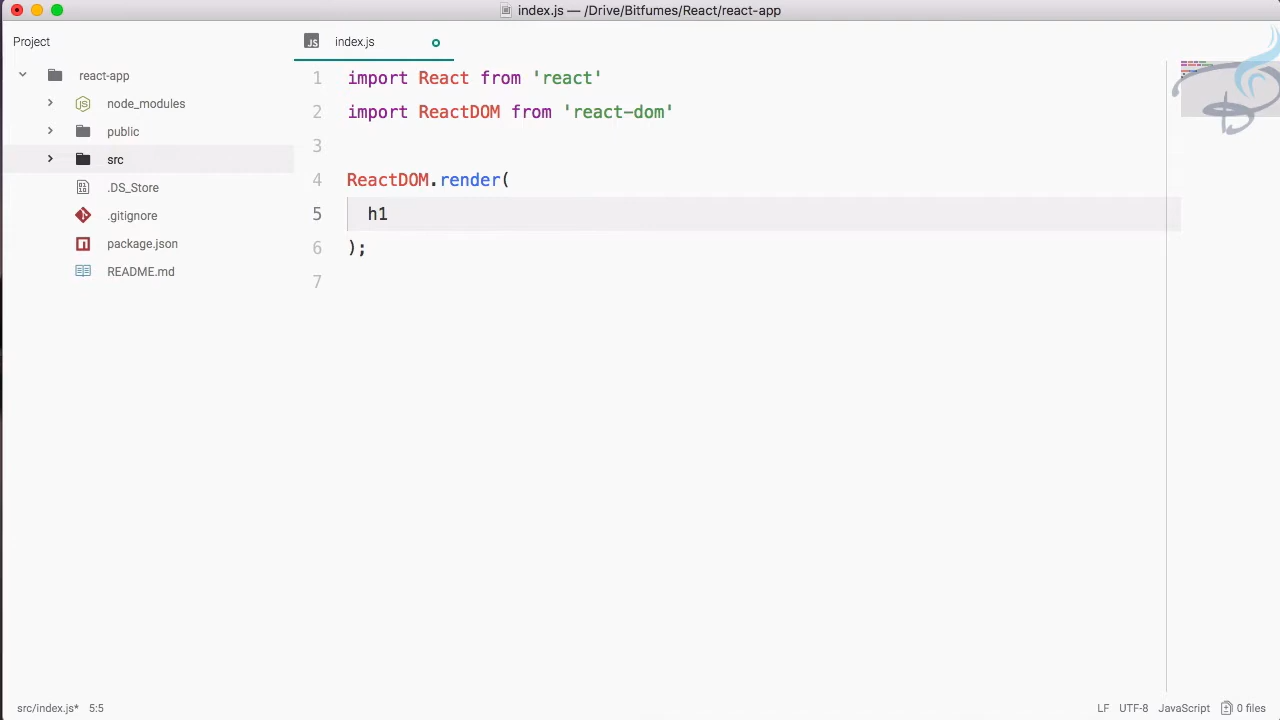 index.js — /Drive/Bitfumes/React/react-app
Project
react-app
node_modules
public
src
.DS_Store
.gitignore
package.json
README.md
JS index.js
1 import React from 'react'
2 import ReactDOM from 'react-dom'
3
4 ReactDOM.render(
5 h1
6 );
7
src/index.js* 5:5
LF UTF-8 JavaScript 0 files